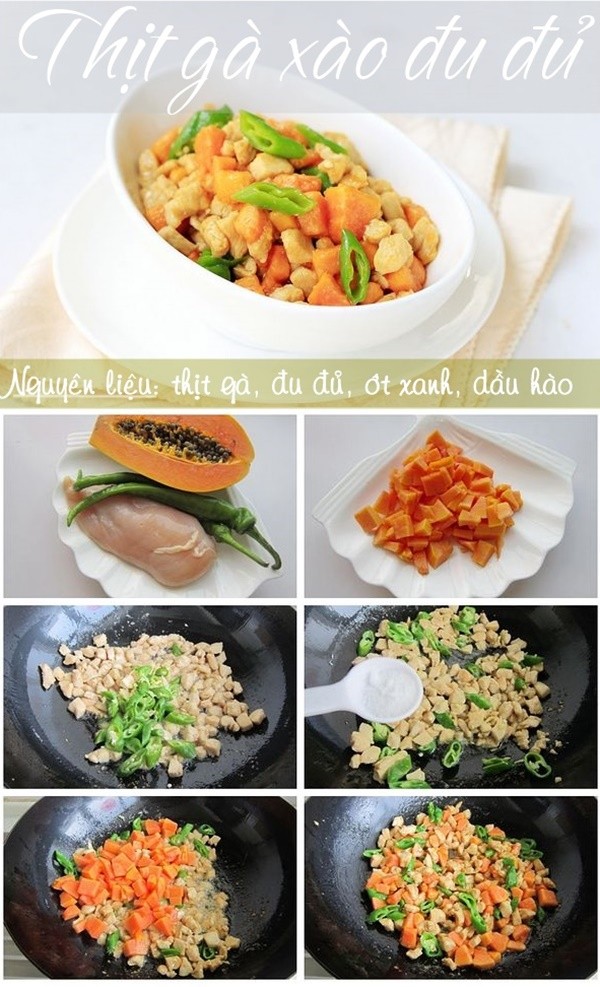 Thịt gà xào đu đủ
Nguyên liệu: thịt gà, đu đủ, ớt xanh, dầu hào